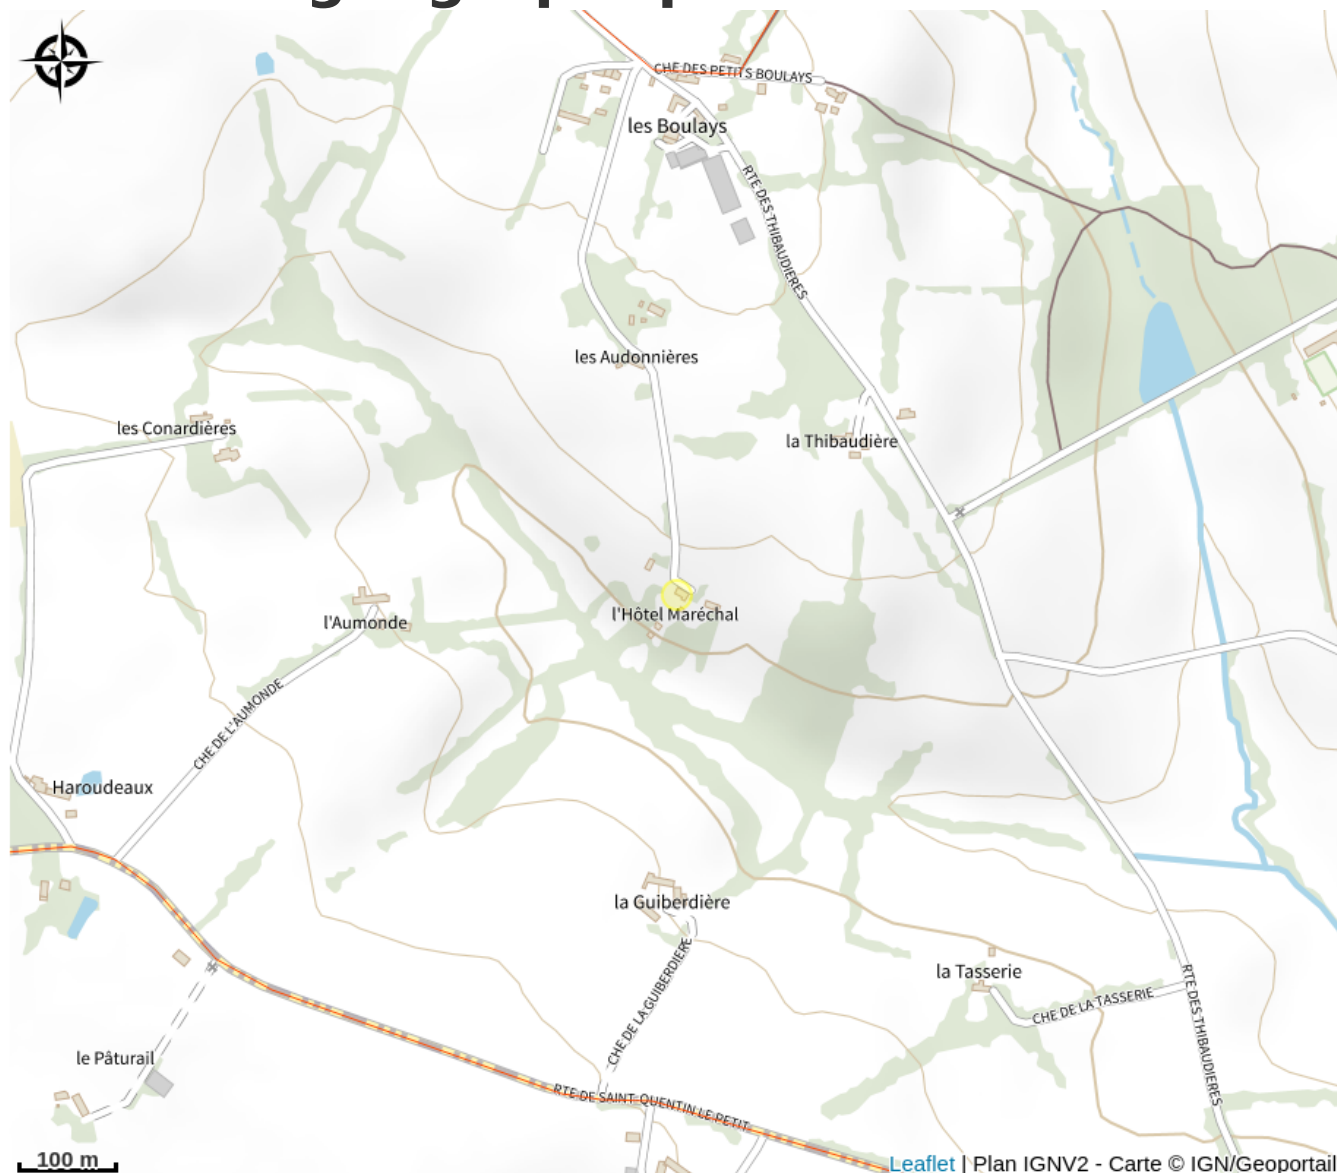 CHE DES PETITS BOULAYS
les Boulays
RTE DES THIBAUDIERES
les Audonnières
les Conardières
la Thibaudière
l'Hôtel Maréchal
l'Aumonde
CHE DE L'AUMONDE
Haroudeaux
la Guiberdière
CHE DE LA GUIBERDIERE
la Tasserie
CHE DE LA TASSERIE
RTE DES THIBAUDIERES
le Pâturail
RTE DE SAINT-QUENTIN LE PETIT
100 m
Leaflet | Plan IGNV2 - Carte © IGN/Geoportail